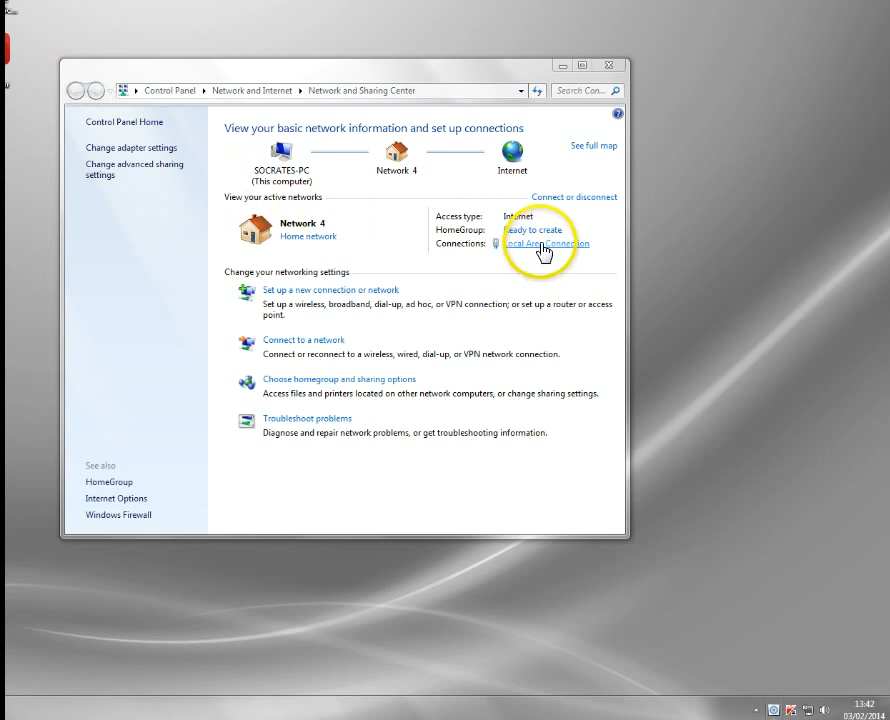 Control Panel ▸ Network and Internet ▸ Network and Sharing Center
Search Con...
Control Panel Home
Change adapter settings
Change advanced sharing
settings
See also
HomeGroup
Internet Options
Windows Firewall
View your basic network information and set up connections
See full map
SOCRATES-PC
(This computer)
Network 4
Internet
View your active networks
Connect or disconnect
Network 4
Home network
Access type: Internet
HomeGroup: Ready to create
Connections: Local Area Connection
Change your networking settings
Set up a new connection or network
Set up a wireless, broadband, dial-up, ad hoc, or VPN connection; or set up a router or access
point.
Connect to a network
Connect or reconnect to a wireless, wired, dial-up, or VPN network connection.
Choose homegroup and sharing options
Access files and printers located on other network computers, or change sharing settings.
Troubleshoot problems
Diagnose and repair network problems, or get troubleshooting information.
13:42
03/02/2014